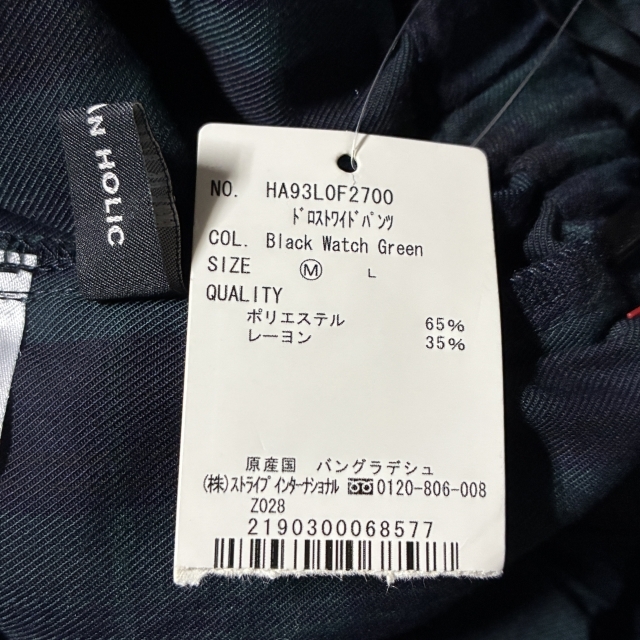 IN HOLIC
NO. HA93L0F2700
ﾄﾞﾛｽﾄﾜｲﾄﾞﾊﾟﾝﾂ
COL. Black Watch Green
SIZE Ⓜ L
QUALITY
ポリエステル 65%
レーヨン 35%
原産国 バングラデシュ
(株)ストライプインターナショナル 0120-806-008
Z028
2190300068577